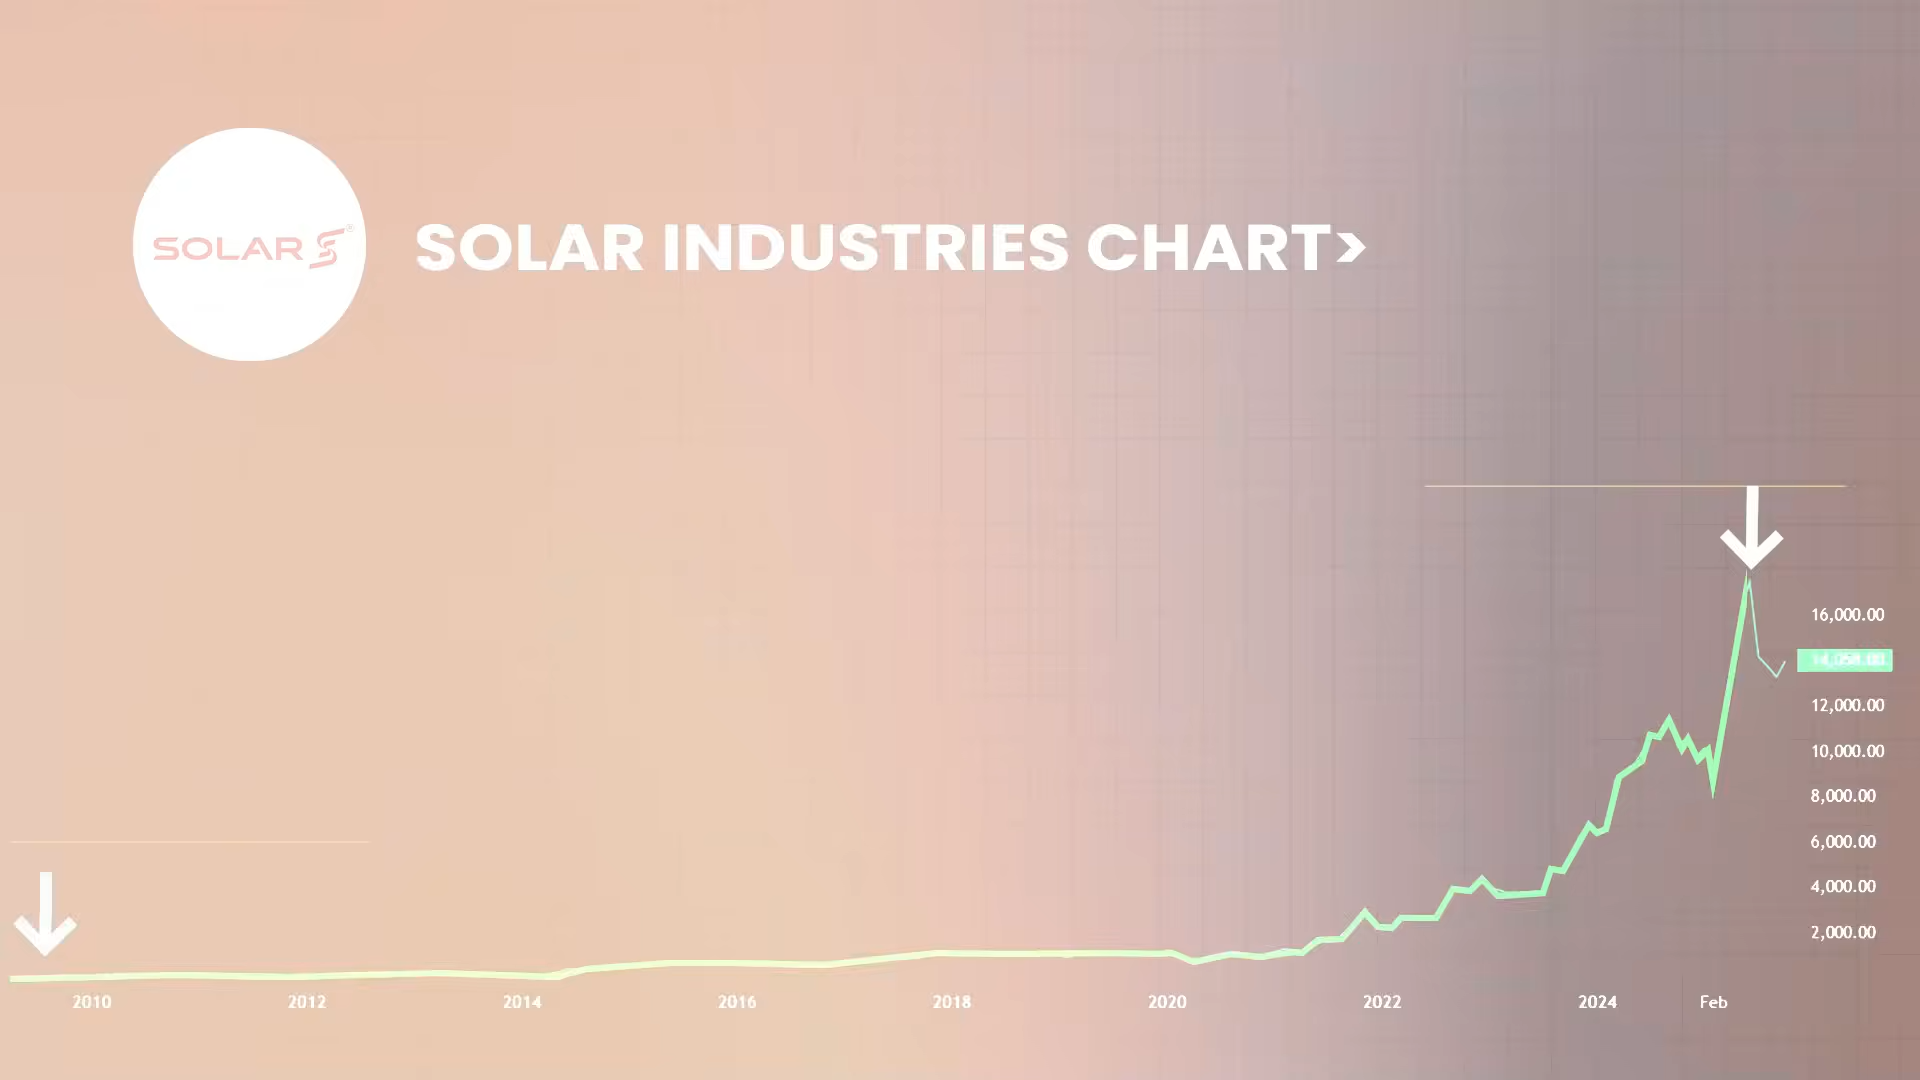 SOLAR
SOLAR INDUSTRIES CHART>
16,000.00
12,000.00
10,000.00
8,000.00
6,000.00
4,000.00
2,000.00
2010 2012 2014 2016 2018 2020 2022 2024 Feb